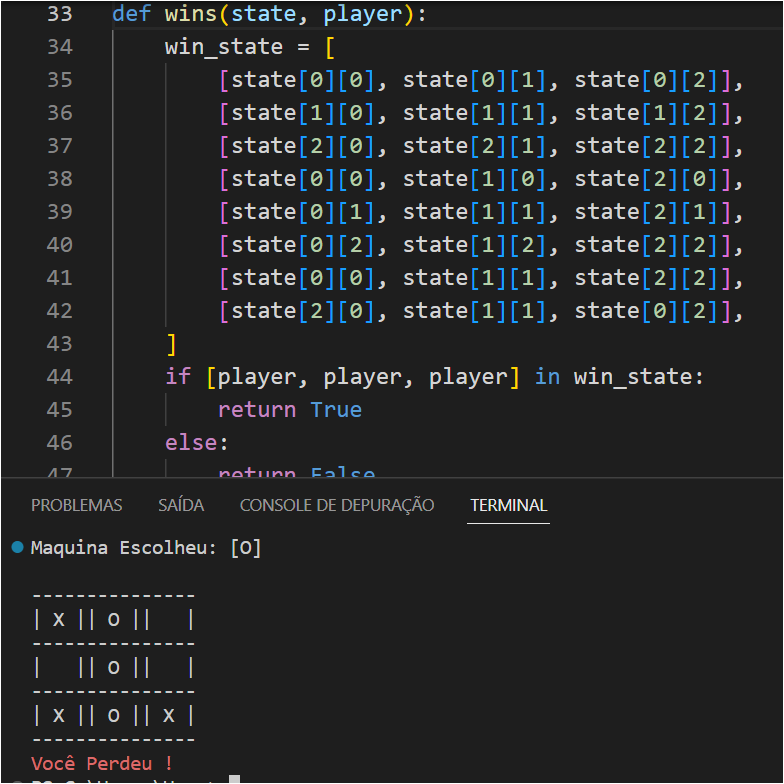 33 def wins(state, player):
34 win_state = [
35 [state[0][0], state[0][1], state[0][2]],
36 [state[1][0], state[1][1], state[1][2]],
37 [state[2][0], state[2][1], state[2][2]],
38 [state[0][0], state[1][0], state[2][0]],
39 [state[0][1], state[1][1], state[2][1]],
40 [state[0][2], state[1][2], state[2][2]],
41 [state[0][0], state[1][1], state[2][2]],
42 [state[2][0], state[1][1], state[0][2]],
43 ]
44 if [player, player, player] in win_state:
45 return True
46 else:
47 return False
PROBLEMAS SAÍDA CONSOLE DE DEPURAÇÃO TERMINAL
Maquina Escolheu: [O]
---------------
| X || O ||   |
---------------
|   || O ||   |
---------------
| X || O || X |
---------------
Você Perdeu !